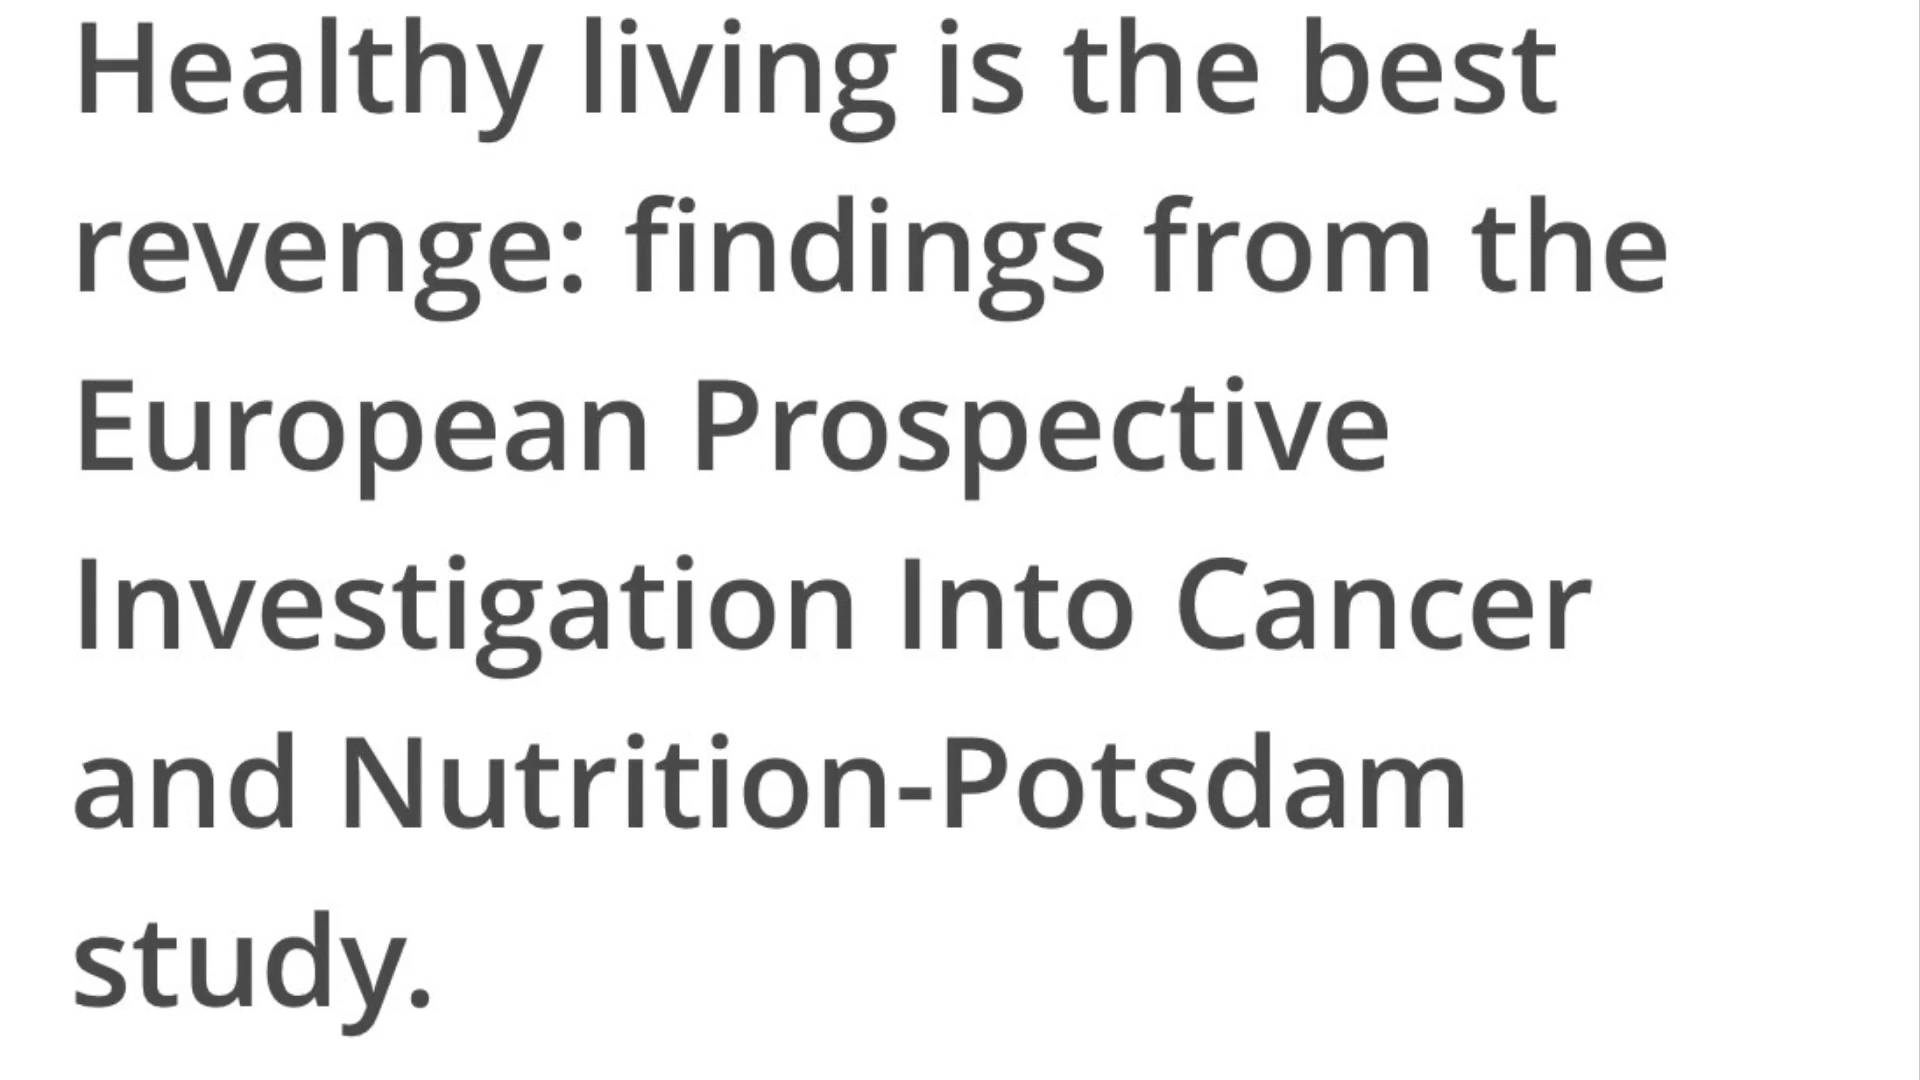 Healthy living is the best
revenge: findings from the
European Prospective
Investigation Into Cancer
and Nutrition-Potsdam
study.